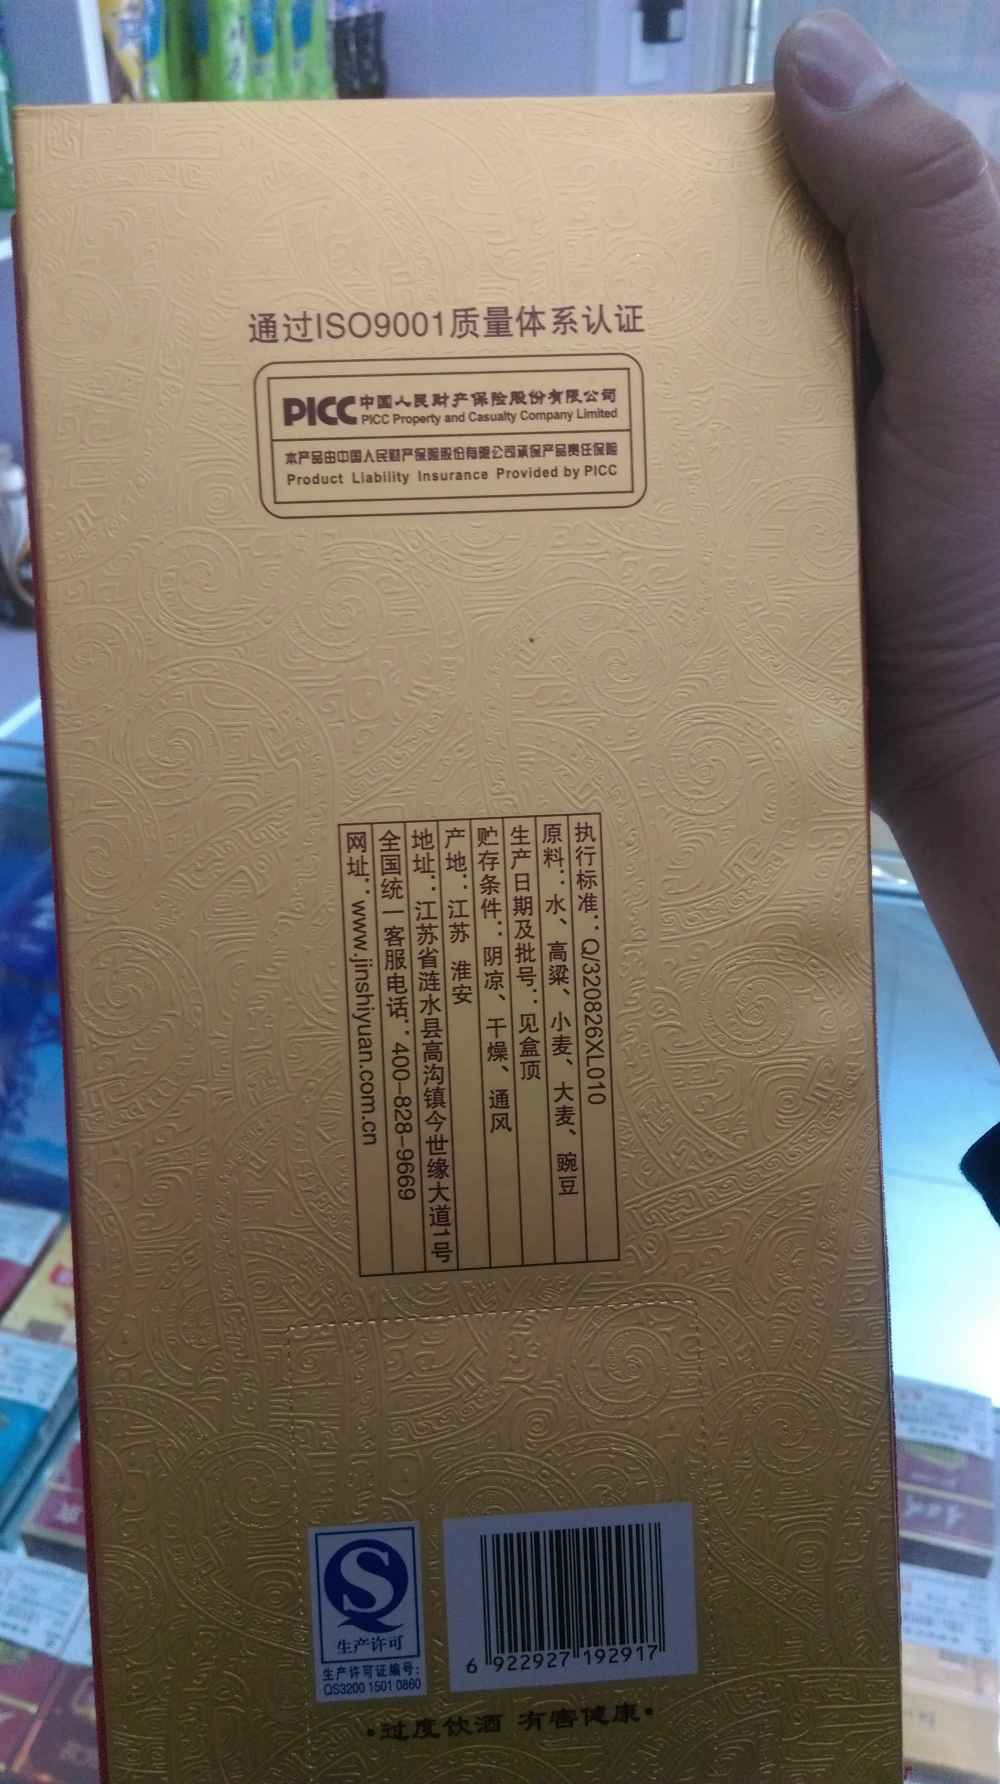 通过ISO9001质量体系认证
PICC 中国人民财产保险股份有限公司
PICC Property and Casualty Company Limited
本产品由中国人民财产保险股份有限公司承保产品责任保险
Product Liability Insurance Provided by PICC
执行标准：Q/320826XL010
原料：水、高粱、小麦、大麦、豌豆
生产日期及批号：见盒顶
贮存条件：阴凉、干燥、通风
产地：江苏 淮安
地址：江苏省涟水县高沟镇今世缘大道1号
全国统一客服电话：400-828-9669
网址：www.jinshiyuan.com.cn
生产许可
生产许可证编号：
QS3200 1501 0860
6 922927 192917
·过度饮酒 有害健康·